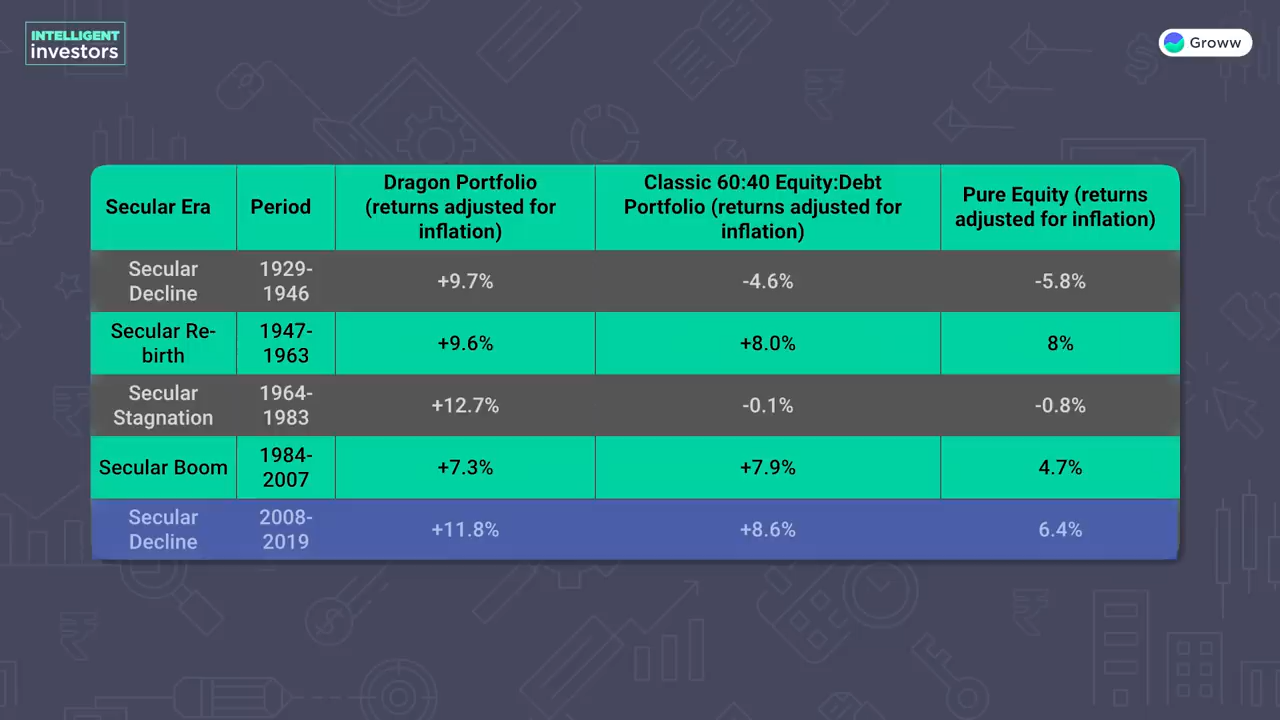 INTELLIGENT
investors
Groww
Secular Era
Period
Dragon Portfolio
(returns adjusted for
inflation)
Classic 60:40 Equity:Debt
Portfolio (returns adjusted for
inflation)
Pure Equity (returns
adjusted for inflation)
Secular
Decline
1929-
1946
+9.7%
-4.6%
-5.8%
Secular Re-
birth
1947-
1963
+9.6%
+8.0%
8%
Secular
Stagnation
1964-
1983
+12.7%
-0.1%
-0.8%
Secular Boom
1984-
2007
+7.3%
+7.9%
4.7%
Secular
Decline
2008-
2019
+11.8%
+8.6%
6.4%